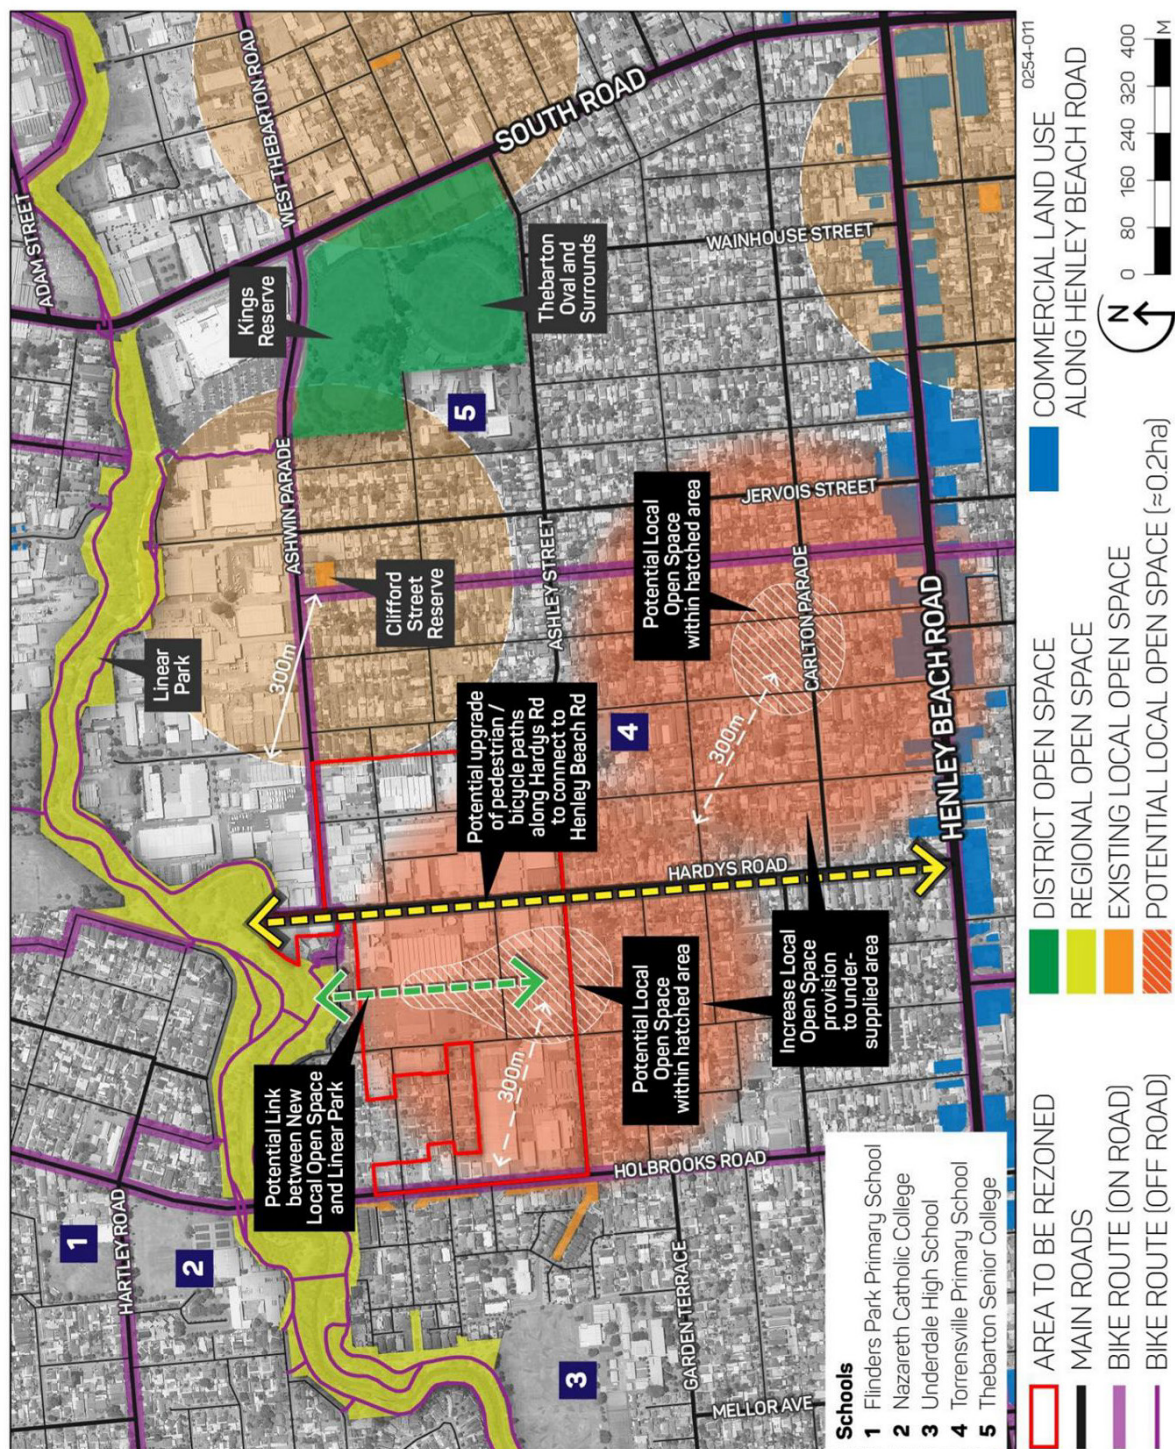 ADAM STREET
WEST THEBARTON ROAD
SOUTH ROAD
Kings
Reserve
Thebarton
Oval and
Surrounds
WAINHOUSE STREET
5
ASHWIN PARADE
Linear
Park
300m
Clifford
Street
Reserve
ASHLEY STREET
JERVOIS STREET
Potential Local
Open Space
within hatched area
CARLTON PARADE
300m
4
Potential upgrade
of pedestrian /
bicycle paths
along Hardys Rd
to connect to
Henley Beach Rd
HENLEY BEACH ROAD
HARDYS ROAD
Potential Link
between New
Local Open Space
and Linear Park
300m
Potential Local
Open Space
within hatched area
Increase Local
Open Space
provision
to under-
supplied area
HOLBROOKS ROAD
HARTLEY ROAD
1
2
3
GARDEN TERRACE
MELLOR AVE
Schools
1 Flinders Park Primary School
2 Nazareth Catholic College
3 Underdale High School
4 Torrensville Primary School
5 Thebarton Senior College
AREA TO BE REZONED
MAIN ROADS
BIKE ROUTE (ON ROAD)
BIKE ROUTE (OFF ROAD)
DISTRICT OPEN SPACE
REGIONAL OPEN SPACE
EXISTING LOCAL OPEN SPACE
POTENTIAL LOCAL OPEN SPACE (≈0.2ha)
COMMERCIAL LAND USE
ALONG HENLEY BEACH ROAD
0254-011
N
0 80 160 240 320 400
M